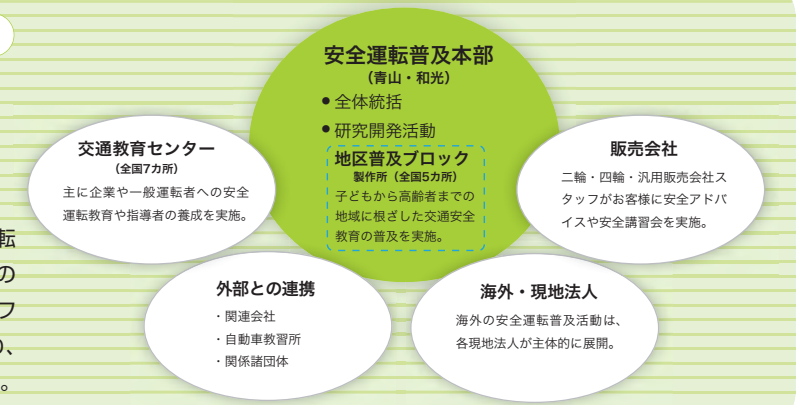 安全運転普及本部
（青山・和光）
●全体統括
●研究開発活動
地区普及ブロック
製作所（全国5カ所）
子どもから高齢者までの
地域に根ざした交通安全
教育の普及を実施。
交通教育センター
（全国7カ所）
主に企業や一般運転者への安全
運転教育や指導者の養成を実施。
販売会社
二輪・四輪・汎用販売会社ス
タッフがお客様に安全アドバ
イスや安全講習会を実施。
外部との連携
・関連会社
・自動車教習所
・関係諸団体
海外・現地法人
海外の安全運転普及活動は、
各現地法人が主体的に展開。
転
の
フ
、
。